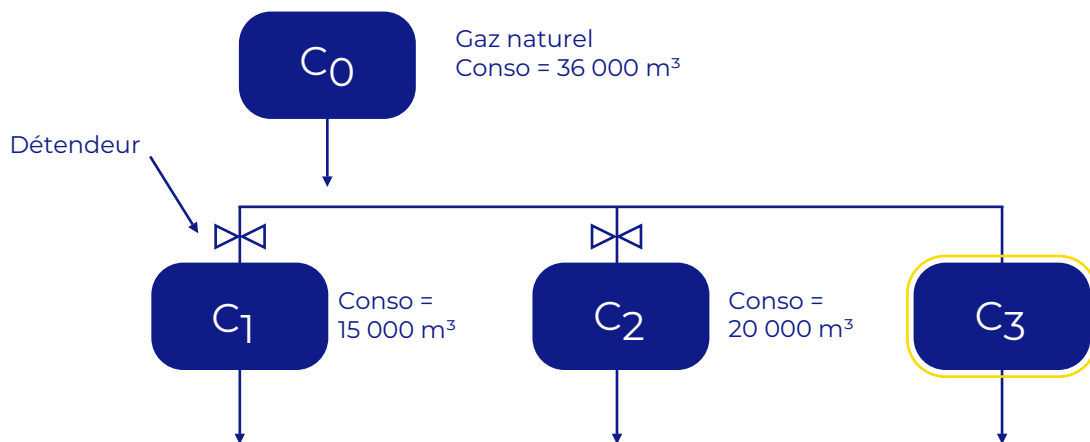 C0
Gaz naturel
Conso = 36 000 m³
Détendeur
C1
Conso =
15 000 m³
C2
Conso =
20 000 m³
C3